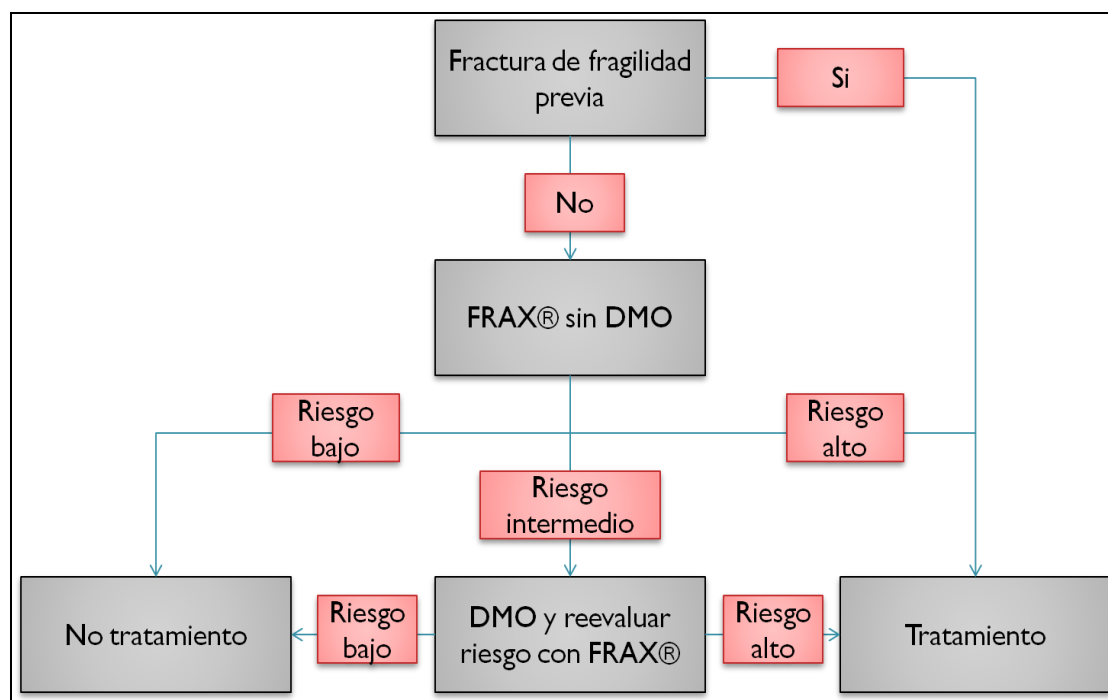 Fractura de fragilidad
previa
Si
No
FRAX® sin DMO
Riesgo
bajo
Riesgo
alto
Riesgo
intermedio
No tratamiento
Riesgo
bajo
DMO y reevaluar
riesgo con FRAX®
Riesgo
alto
Tratamiento